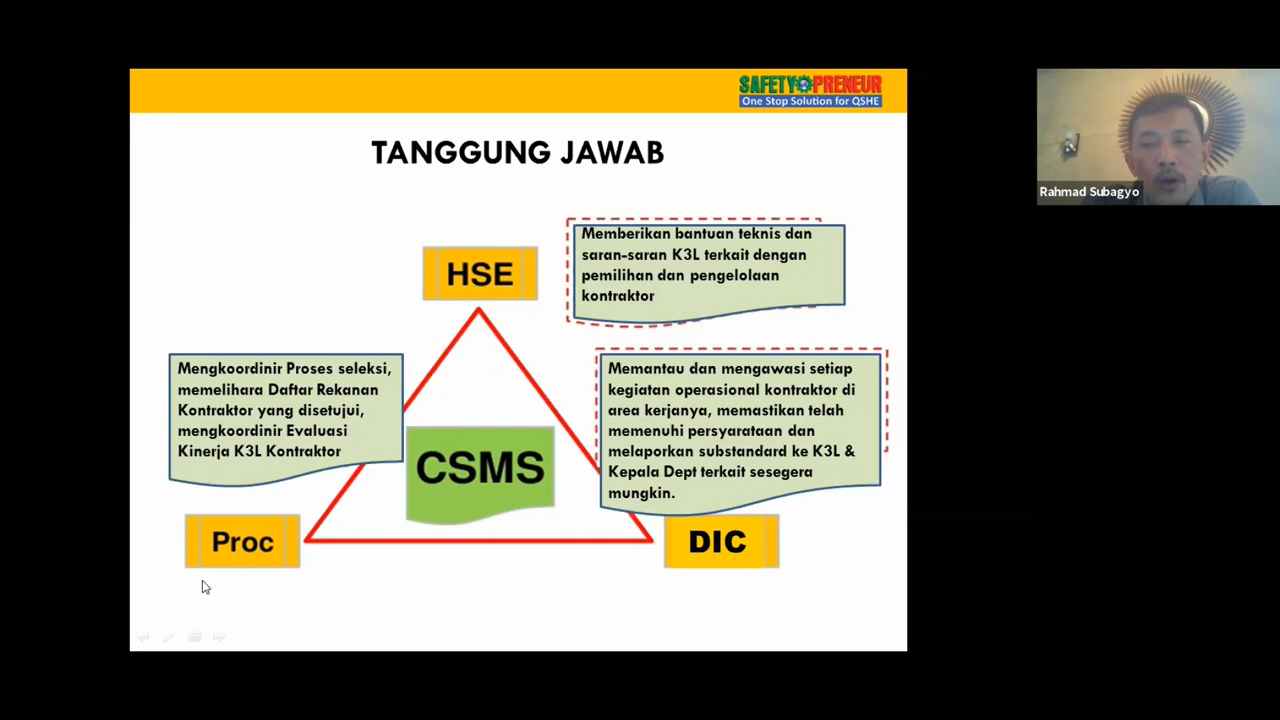 SAFETYPRENEUR
One Stop Solution for QSHE
TANGGUNG JAWAB
Rahmad Subagyo
HSE
Memberikan bantuan teknis dan
saran-saran K3L terkait dengan
pemilihan dan pengelolaan
kontraktor
Mengkoordinir Proses seleksi,
memelihara Daftar Rekanan
Kontraktor yang disetujui,
mengkoordinir Evaluasi
Kinerja K3L Kontraktor
CSMS
Memantau dan mengawasi setiap
kegiatan operasional kontraktor di
area kerjanya, memastikan telah
memenuhi persyarataan dan
melaporkan substandard ke K3L &
Kepala Dept terkait sesegera
mungkin.
Proc
DIC